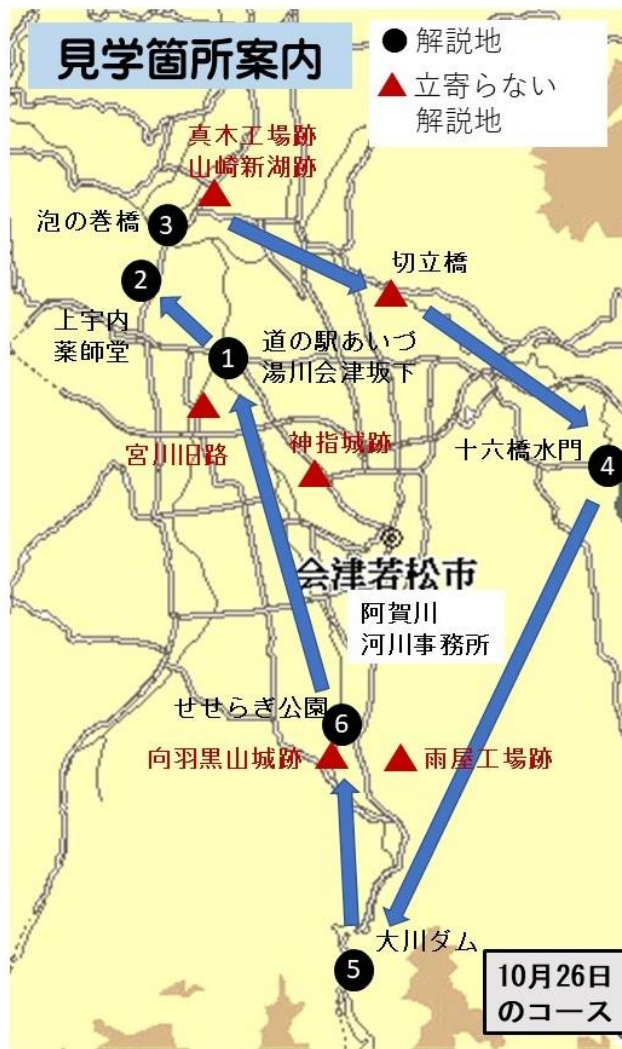 見学箇所案内
● 解説地
▲ 立寄らない
解説地
真木工場跡
山崎新湖跡
泡の巻橋
3
切立橋
2
上宇内
薬師堂
1
道の駅あいづ
湯川会津坂下
宮川旧路
神指城跡
十六橋水門
4
会津若松市
阿賀川
河川事務所
せせらぎ公園
6
向羽黒山城跡
雨屋工場跡
大川ダム
5
10月26日
のコース